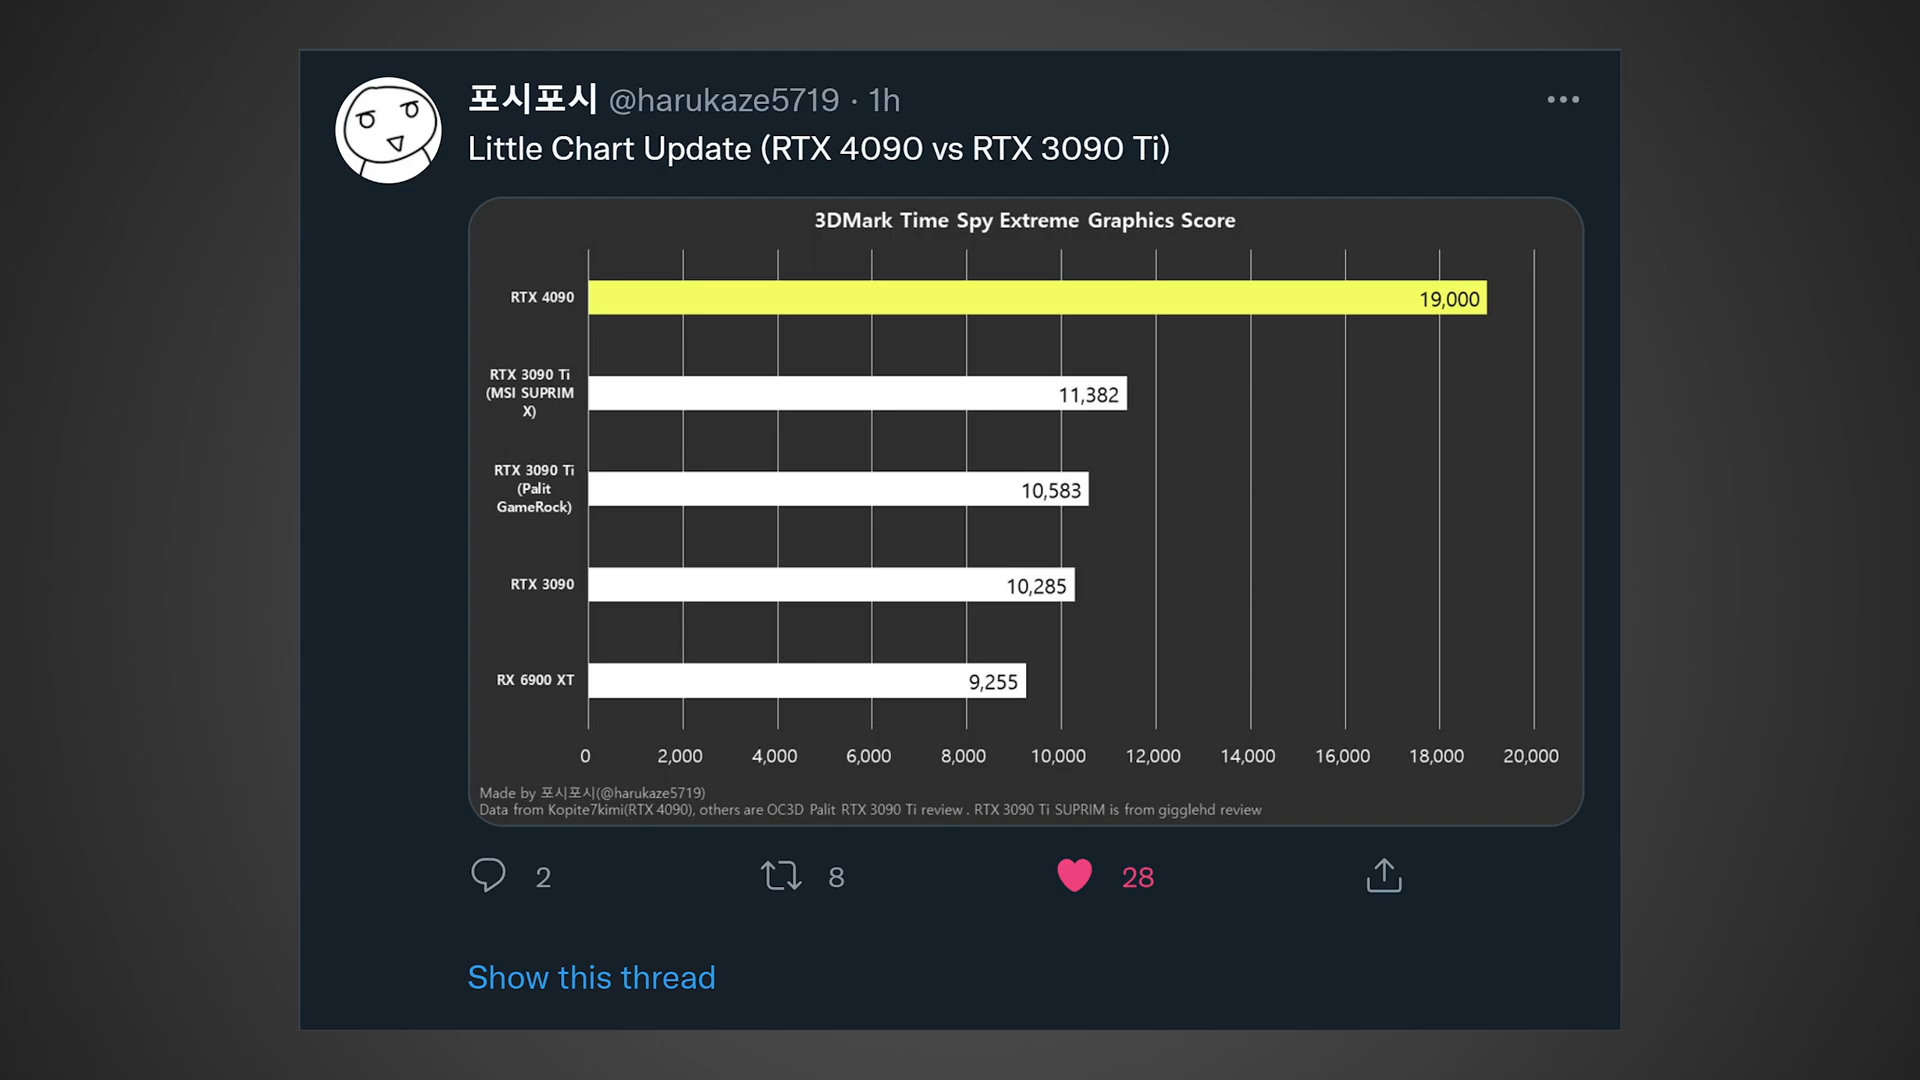 포시포시 @harukaze5719 · 1h
Little Chart Update (RTX 4090 vs RTX 3090 Ti)
3DMark Time Spy Extreme Graphics Score
RTX 4090
19,000
RTX 3090 Ti
(MSI SUPRIM
X)
11,382
RTX 3090 Ti
(Palit
GameRock)
10,583
RTX 3090
10,285
RX 6900 XT
9,255
0 2,000 4,000 6,000 8,000 10,000 12,000 14,000 16,000 18,000 20,000
Made by 포시포시(@harukaze5719)
Data from Kopite7kimi(RTX 4090), others are OC3D Palit RTX 3090 Ti review . RTX 3090 Ti SUPRIM is from gigglehd review
2 8 28
Show this thread